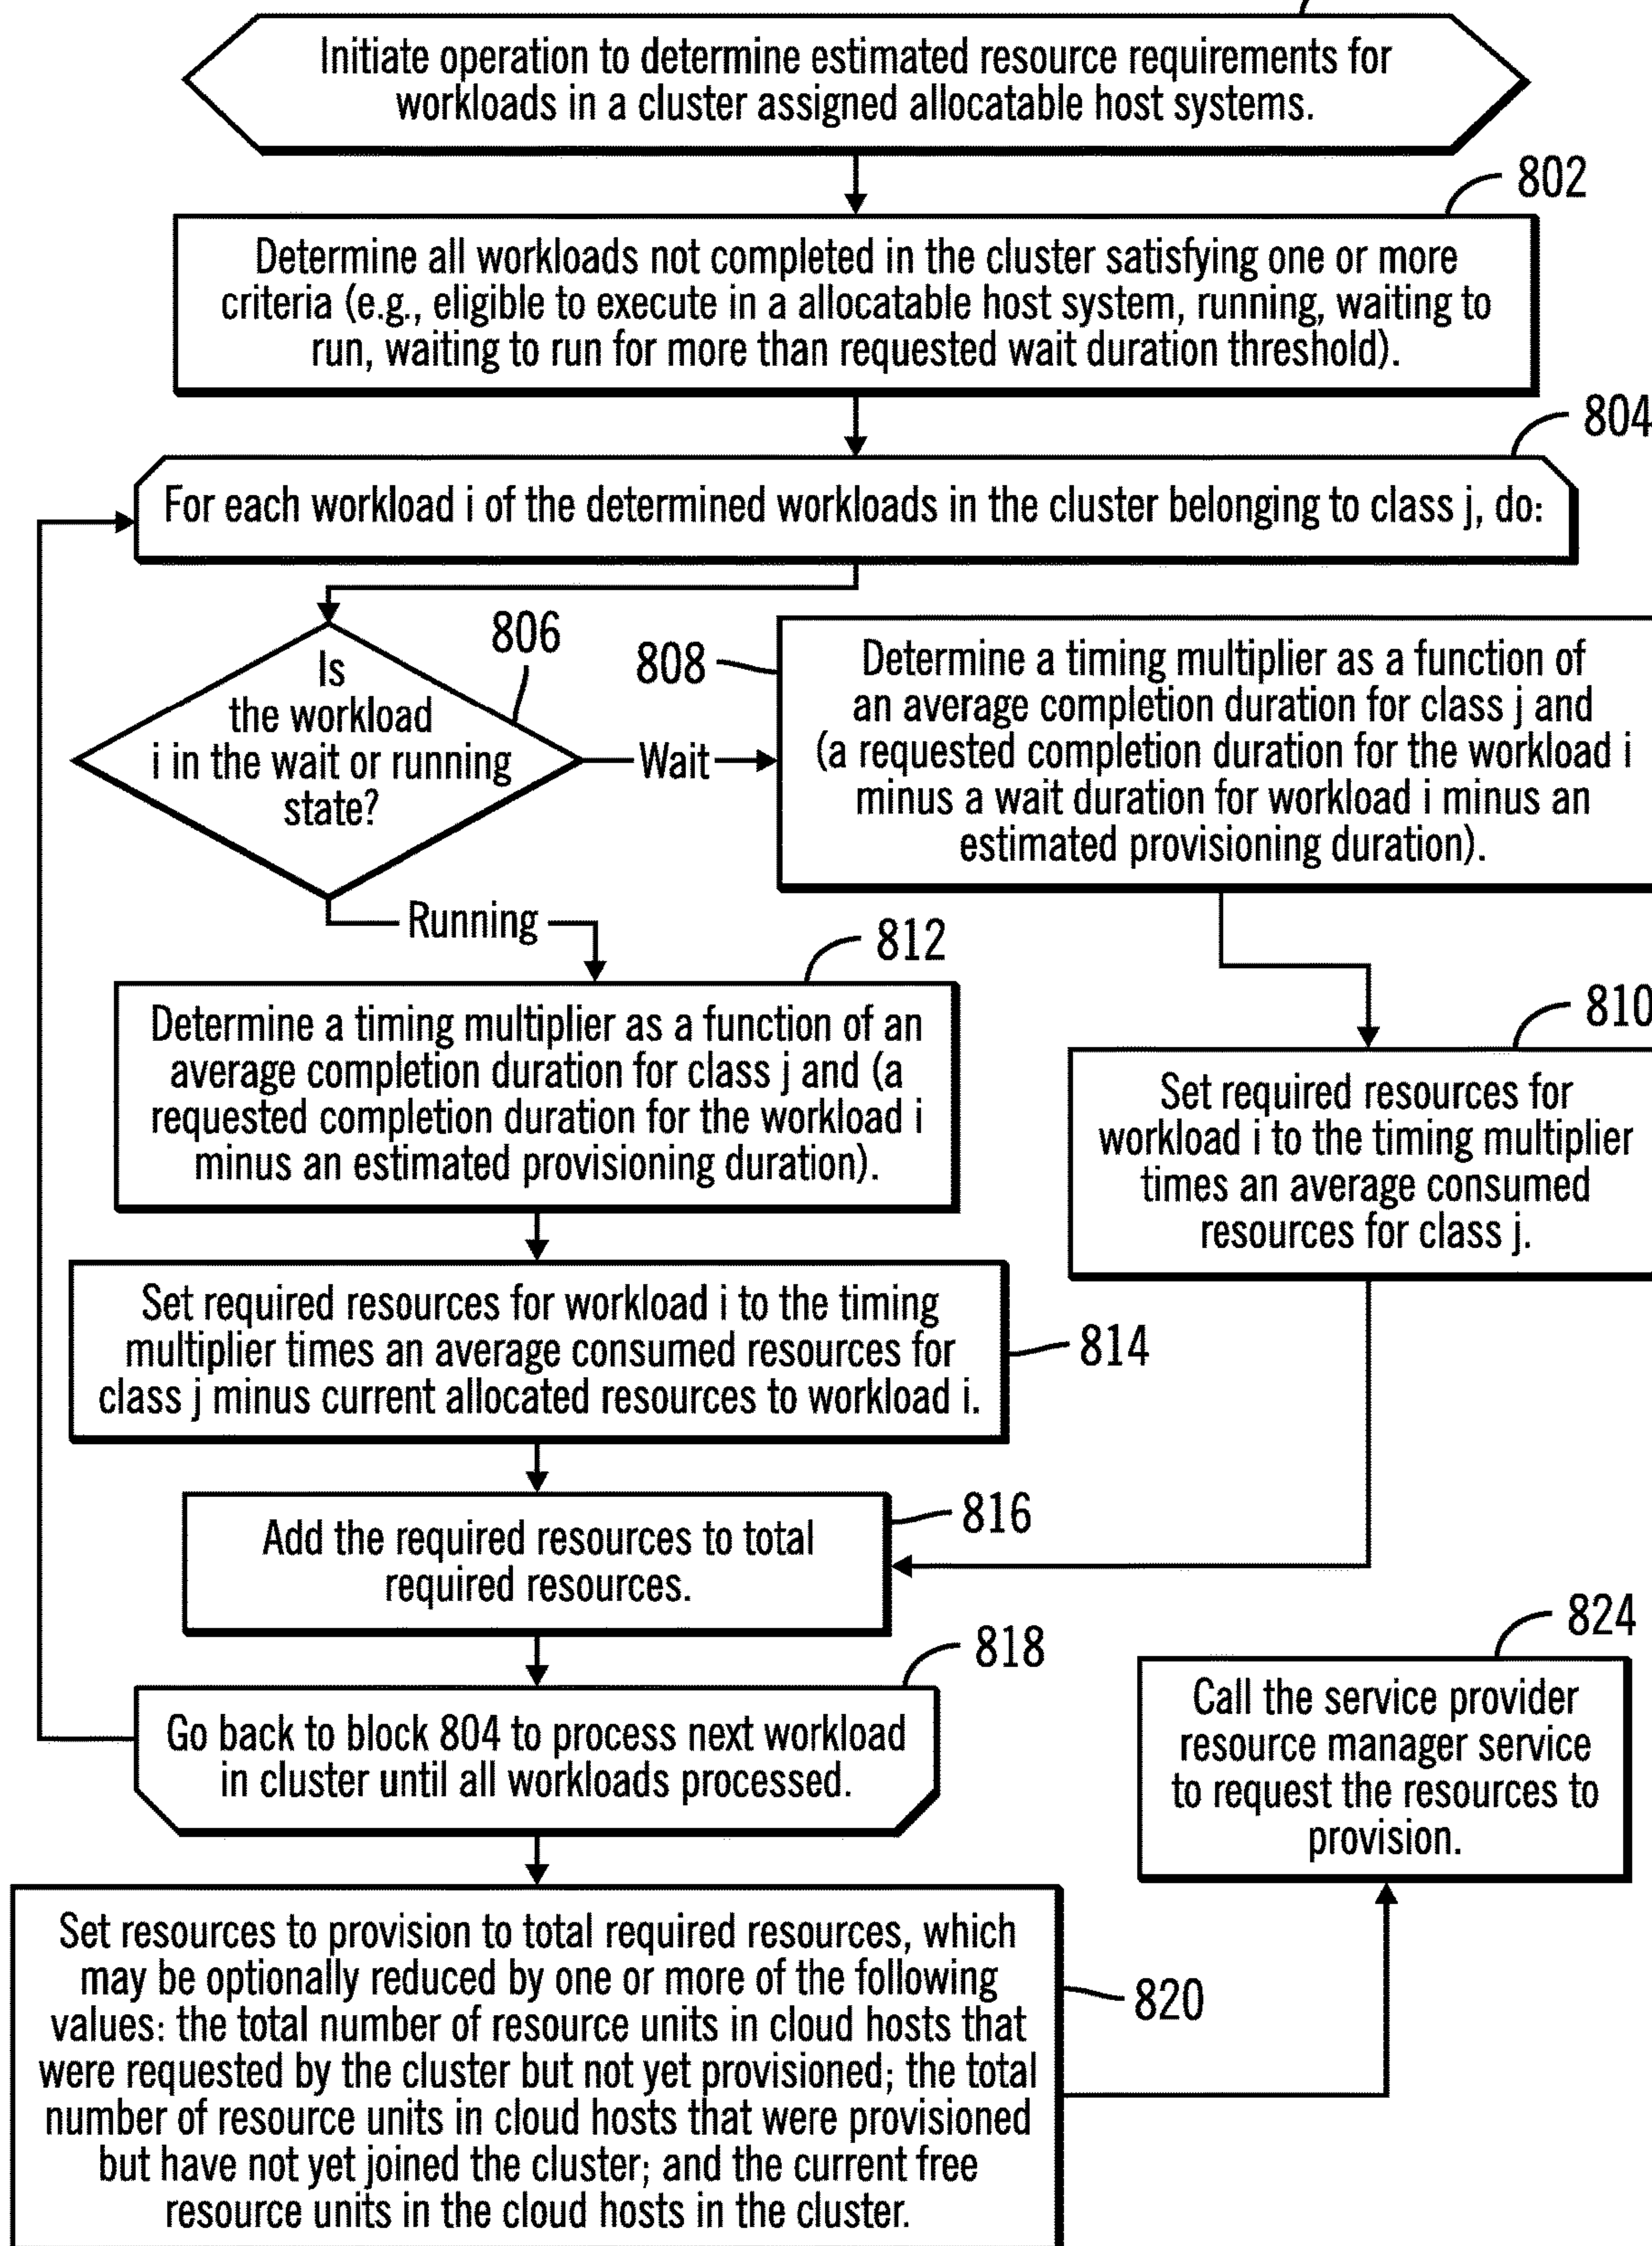 Initiate operation to determine estimated resource requirements for
workloads in a cluster assigned allocatable host systems.
802
Determine all workloads not completed in the cluster satisfying one or more
criteria (e.g., eligible to execute in a allocatable host system, running, waiting to
run, waiting to run for more than requested wait duration threshold).
804
For each workload i of the determined workloads in the cluster belonging to class j, do:
806
Is
the workload
i in the wait or running
state?
Wait
808
Determine a timing multiplier as a function of
an average completion duration for class j and
(a requested completion duration for the workload i
minus a wait duration for workload i minus an
estimated provisioning duration).
Running
812
Determine a timing multiplier as a function of an
average completion duration for class j and (a
requested completion duration for the workload i
minus an estimated provisioning duration).
810
Set required resources for
workload i to the timing multiplier
times an average consumed
resources for class j.
Set required resources for workload i to the timing
multiplier times an average consumed resources for
class j minus current allocated resources to workload i.
814
Add the required resources to total
required resources.
816
818
Go back to block 804 to process next workload
in cluster until all workloads processed.
824
Call the service provider
resource manager service
to request the resources to
provision.
Set resources to provision to total required resources, which
may be optionally reduced by one or more of the following
values: the total number of resource units in cloud hosts that
were requested by the cluster but not yet provisioned; the total
number of resource units in cloud hosts that were provisioned
but have not yet joined the cluster; and the current free
resource units in the cloud hosts in the cluster.
820